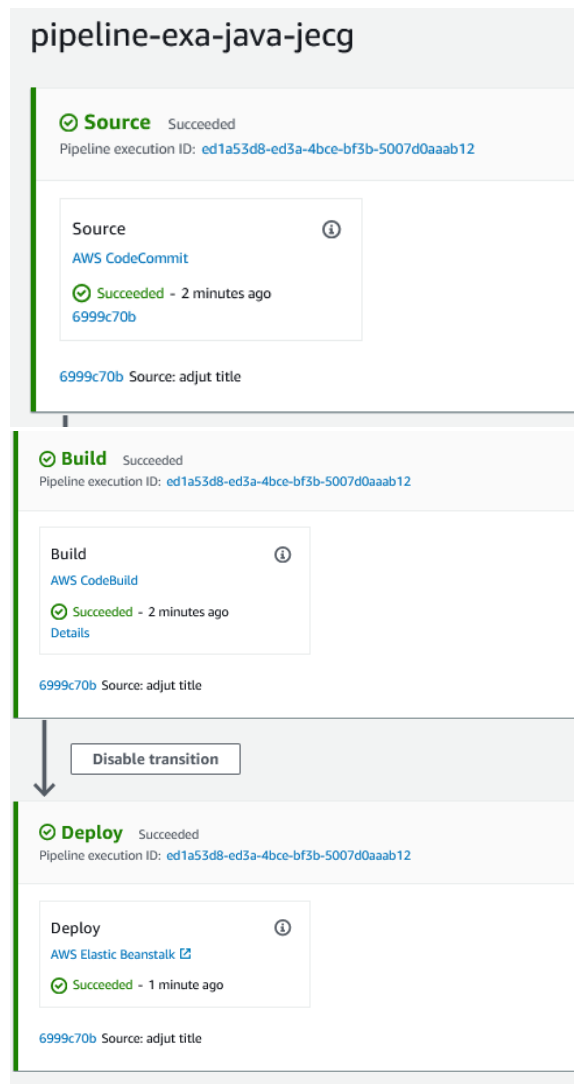 pipeline-exa-java-jecg
Source Succeeded
Pipeline execution ID: ed1a53d8-ed3a-4bce-bf3b-5007d0aaab12
Source
AWS CodeCommit
Succeeded - 2 minutes ago
6999c70b
6999c70b Source: adjut title
Build Succeeded
Pipeline execution ID: ed1a53d8-ed3a-4bce-bf3b-5007d0aaab12
Build
AWS CodeBuild
Succeeded - 2 minutes ago
Details
6999c70b Source: adjut title
Disable transition
Deploy Succeeded
Pipeline execution ID: ed1a53d8-ed3a-4bce-bf3b-5007d0aaab12
Deploy
AWS Elastic Beanstalk
Succeeded - 1 minute ago
6999c70b Source: adjut title